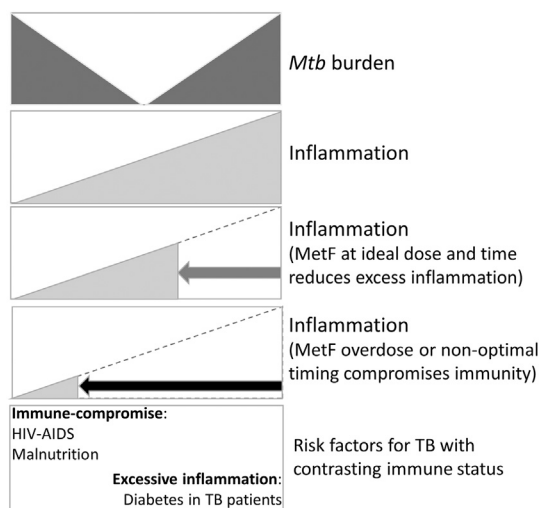 Mtb burden
Inflammation
Inflammation
(MetF at ideal dose and time
reduces excess inflammation)
Inflammation
(MetF overdose or non-optimal
timing compromises immunity)
Immune-compromise:
HIV-AIDS
Malnutrition
Excessive inflammation:
Diabetes in TB patients
Risk factors for TB with
contrasting immune status